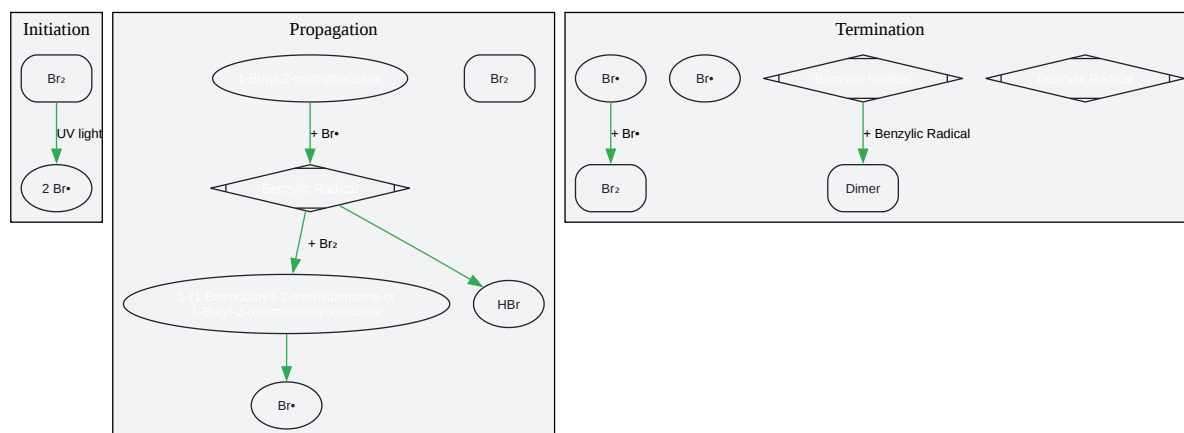 Initiation
Br₂
UV light
2 Br•
Propagation
1-Butyl-2-methylbenzene
Br₂
+ Br•
Benzylic Radical
+ Br₂
1-(1-Bromobutyl)-2-methylbenzene or
1-Butyl-2-(bromomethyl)benzene
HBr
Br•
Termination
Br•
Br•
Benzylic Radical
Benzylic Radical
+ Br•
+ Benzylic Radical
Br₂
Dimer